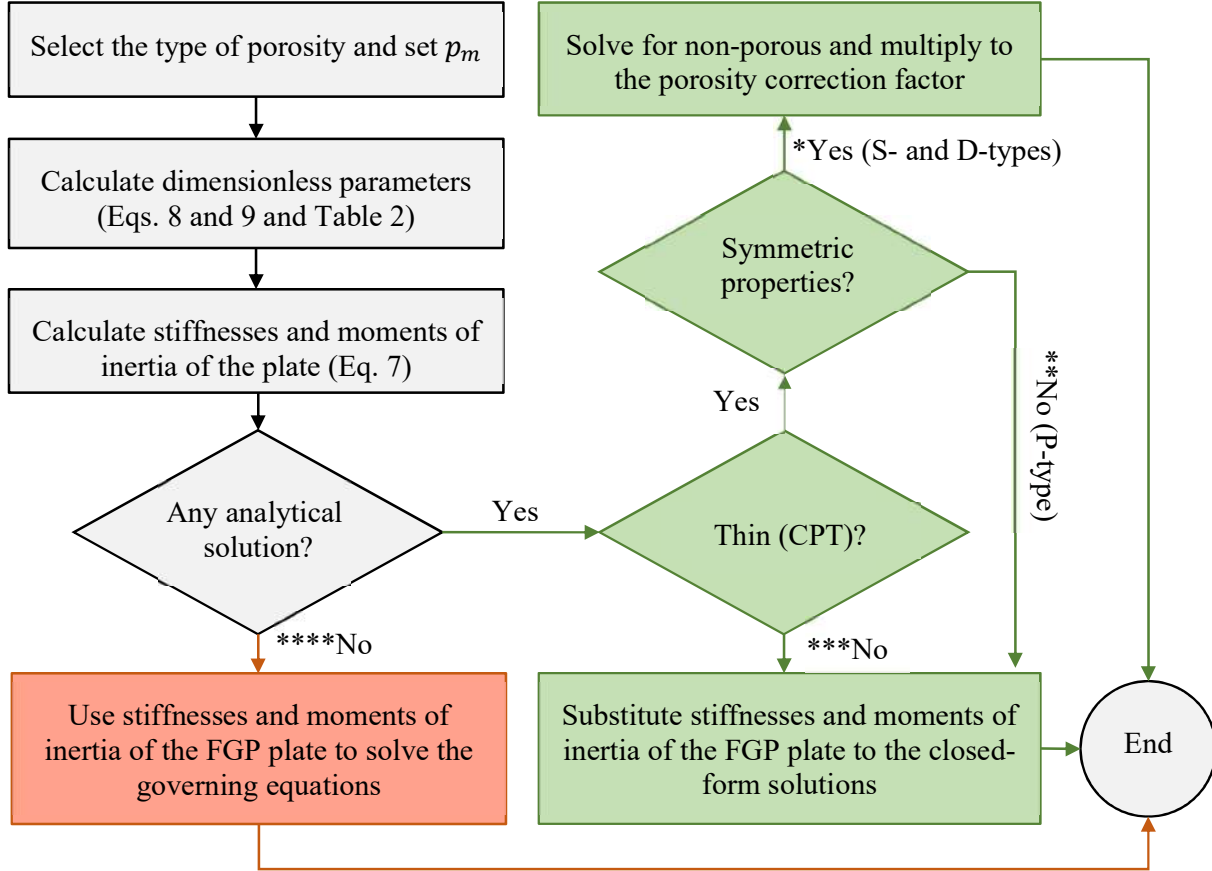 Select the type of porosity and set 𝑝𝑚
Calculate dimensionless parameters
(Eqs. 8 and 9 and Table 2)
Calculate stiffnesses and moments of
inertia of the plate (Eq. 7)
Any analytical
solution?
Yes
****No
Use stiffnesses and moments of
inertia of the FGP plate to solve the
governing equations
Solve for non-porous and multiply to
the porosity correction factor
*Yes (S- and D-types)
Symmetric
properties?
**No (P-type)
Yes
Thin (CPT)?
***No
Substitute stiffnesses and moments of
inertia of the FGP plate to the closed-
form solutions
End